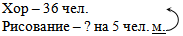 Хор – 36 чел.
Рисование – ? на 5 чел. м.